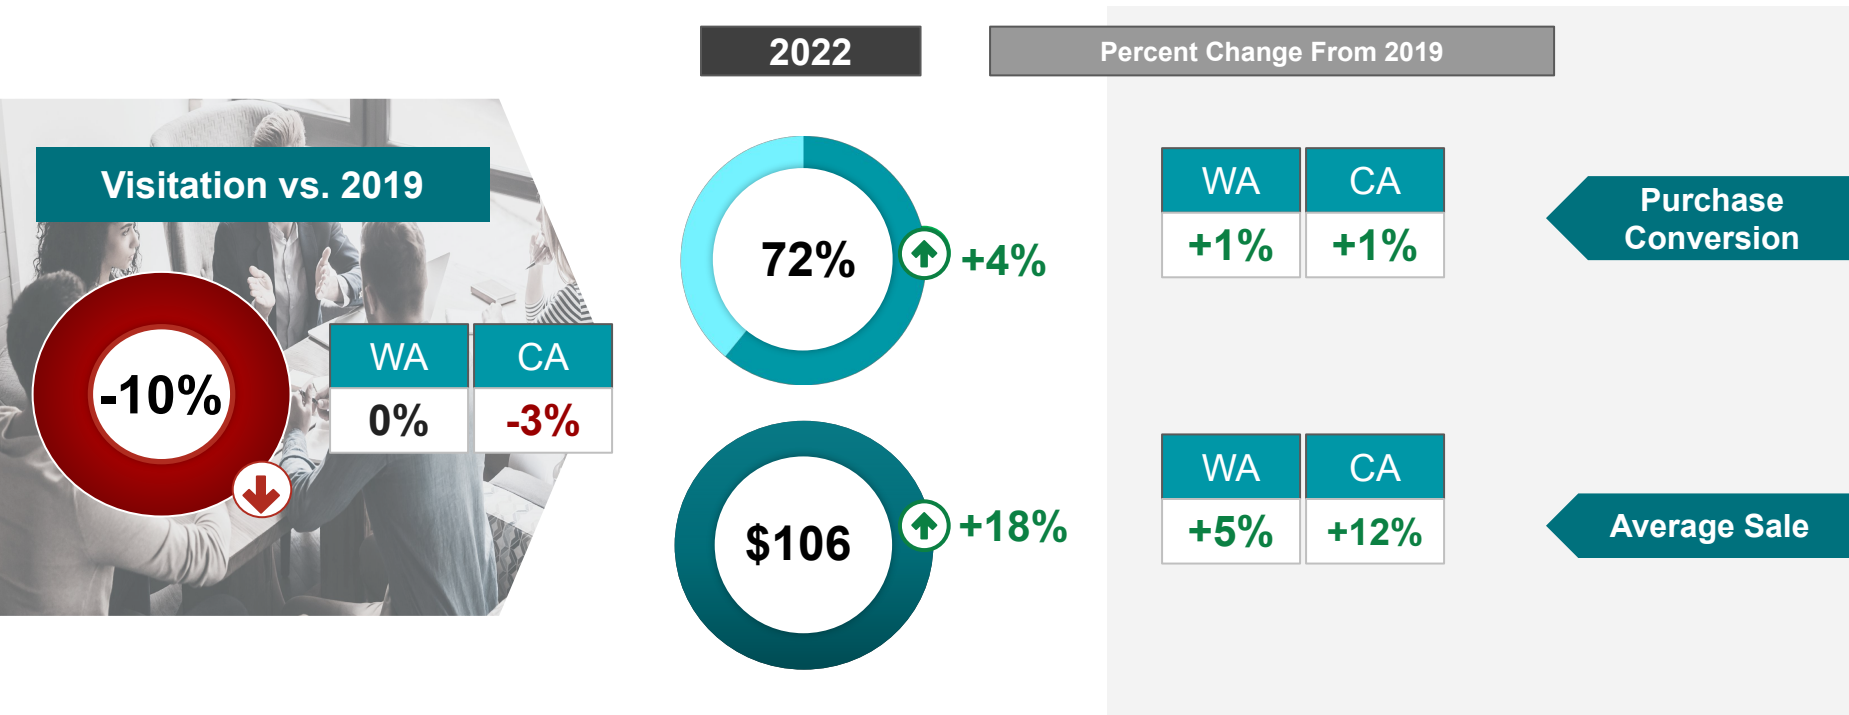 2022
Percent Change From 2019
Visitation vs. 2019
-10%
WA
CA
0%
-3%
72%
+4%
WA
CA
+1%
+1%
Purchase
Conversion
$106
+18%
WA
CA
+5%
+12%
Average Sale